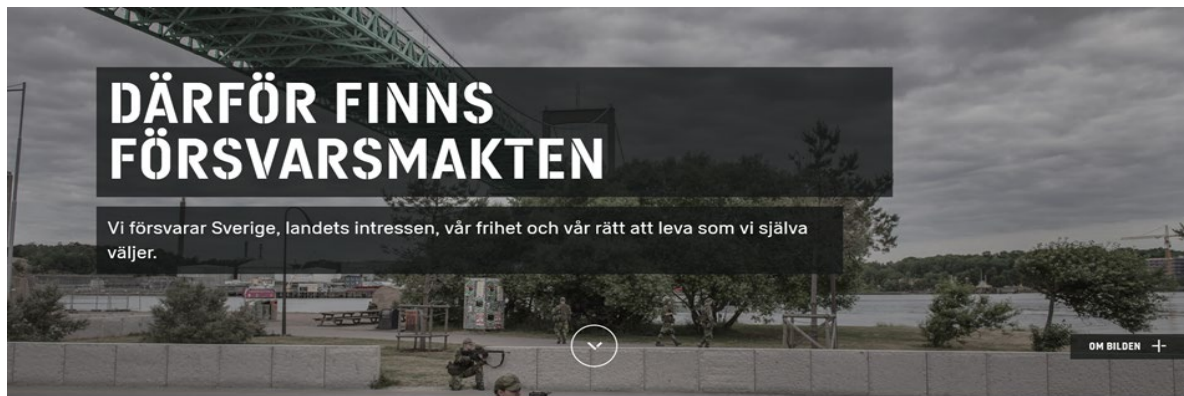 DÄRFÖR FINNS
FÖRSVARSMAKTEN
Vi försvarar Sverige, landets intressen, vår frihet och vår rätt att leva som vi själva
väljer.
OM BILDEN